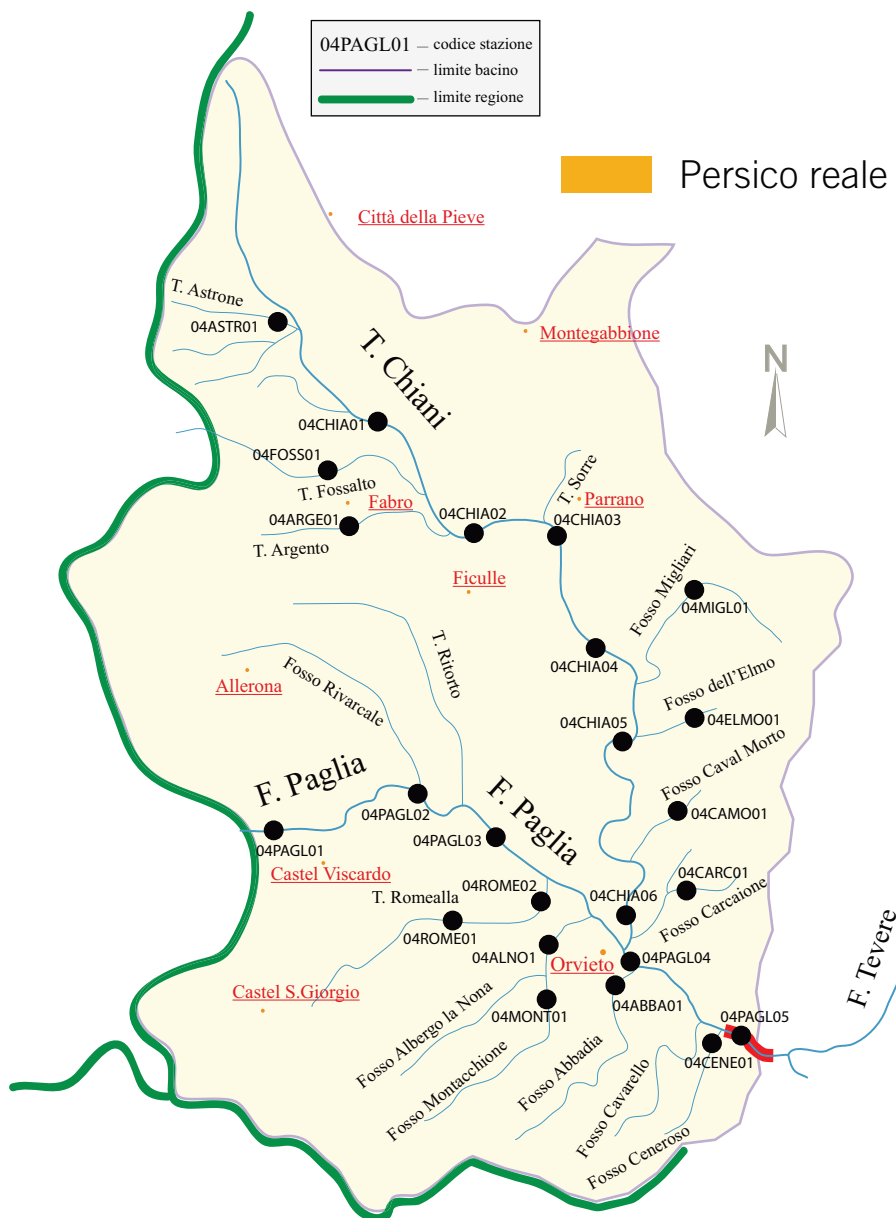 04PAGL01 – codice stazione
– limite bacino
– limite regione
Persico reale
Città della Pieve
T. Astrone
04ASTR01
Montegabbione
N
T. Chiani
04CHIA01
04FOSS01
T. Fossalto
Fabro
T. Sorre
Parrano
04CHIA02
04CHIA03
04ARGE01
T. Argento
Ficulle
Fosso Migliari
04MIGL01
T. Ritorto
04CHIA04
Fosso Rivarcale
Allerona
Fosso dell'Elmo
04ELMO01
04CHIA05
Fosso Caval Morto
F. Paglia
F. Paglia
04PAGL02
04CAMO01
04PAGL01
04PAGL03
Castel Viscardo
04CARC01
T. Romealla
04ROME02
04CHIA06
Fosso Carcaione
04ROME01
04ALNO1
Orvieto
04PAGL04
F. Tevere
Castel S.Giorgio
04MONT01
04ABBA01
04PAGL05
Fosso Albergo la Nona
04CENE01
Fosso Montacchione
Fosso Abbadia
Fosso Cavarello
Fosso Ceneroso